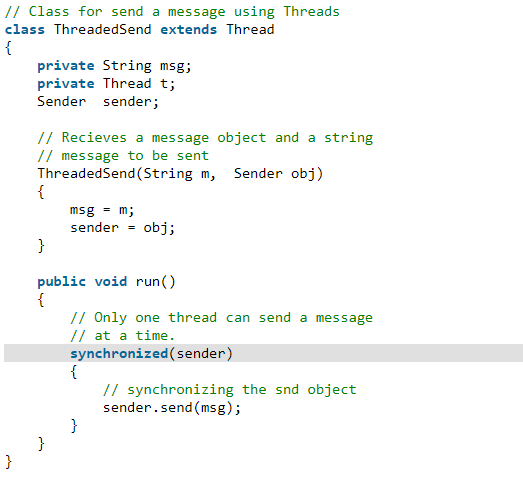 // Class for send a message using Threads
class ThreadedSend extends Thread
{
    private String msg;
    private Thread t;
    Sender  sender;

    // Recieves a message object and a string
    // message to be sent
    ThreadedSend(String m,  Sender obj)
    {
        msg = m;
        sender = obj;
    }

    public void run()
    {
        // Only one thread can send a message
        // at a time.
        synchronized(sender)
        {
            // synchronizing the snd object
            sender.send(msg);
        }
    }
}